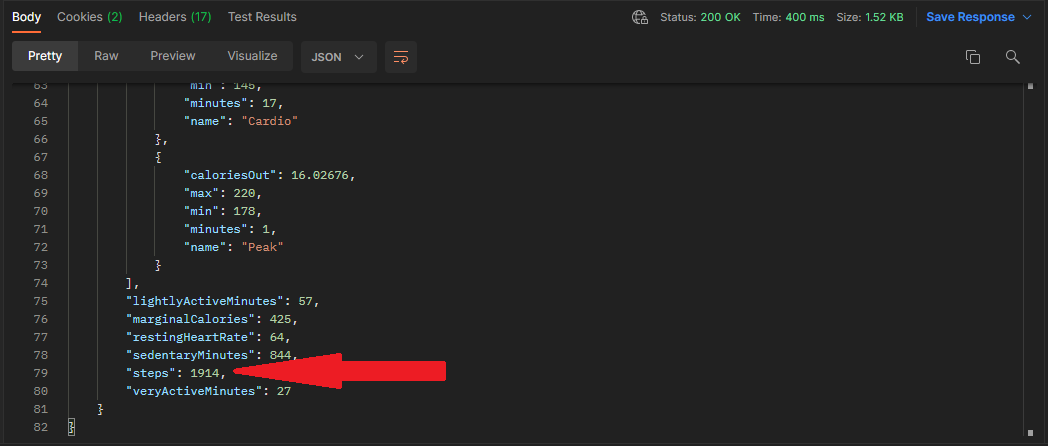 Body Cookies (2) Headers (17) Test Results Status: 200 OK Time: 400 ms Size: 1.52 KB Save Response
Pretty Raw Preview Visualize JSON
63 "min": 145,
64 "minutes": 17,
65 "name": "Cardio"
66 },
67 {
68 "caloriesOut": 16.02676,
69 "max": 220,
70 "min": 178,
71 "minutes": 1,
72 "name": "Peak"
73 }
74 ],
75 "lightlyActiveMinutes": 57,
76 "marginalCalories": 425,
77 "restingHeartRate": 64,
78 "sedentaryMinutes": 844,
79 "steps": 1914,
80 "veryActiveMinutes": 27
81 }
82 }